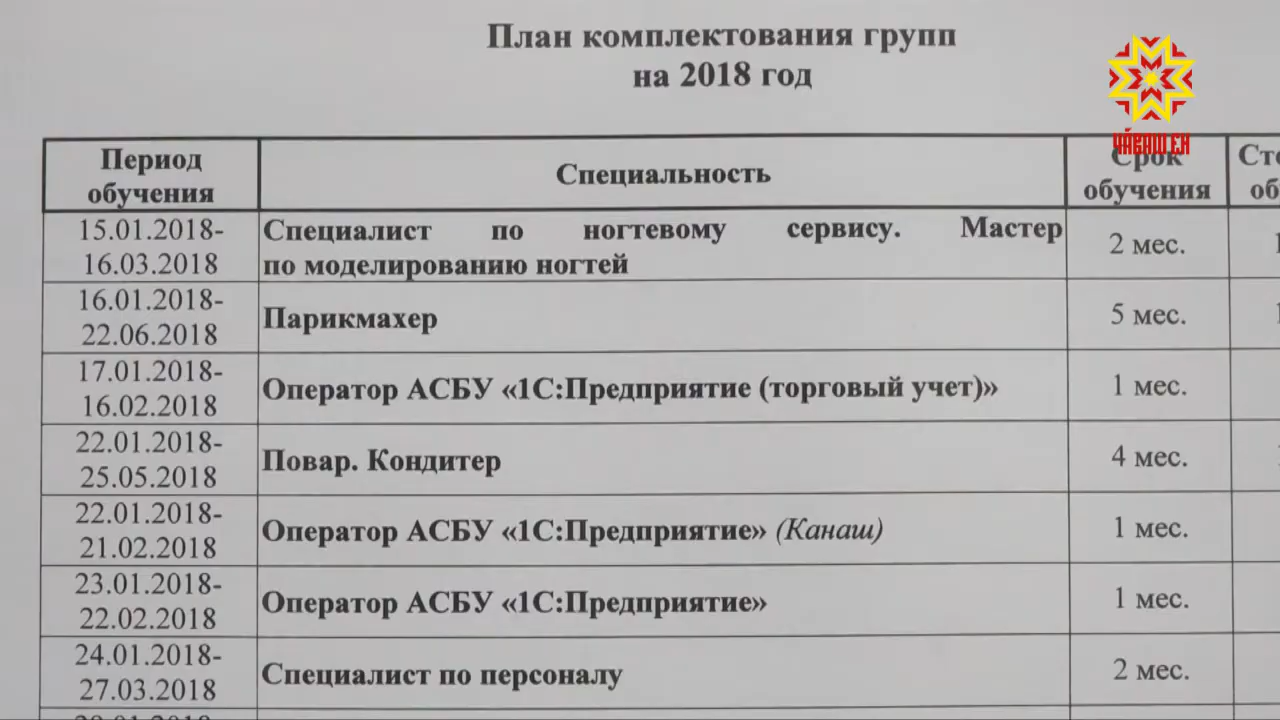 План комплектования групп
на 2018 год
ЧӐВАШ ЕН
Период обучения
Специальность
Срок обучения
15.01.2018-
16.03.2018
Специалист по ногтевому сервису. Мастер
по моделированию ногтей
2 мес.
16.01.2018-
22.06.2018
Парикмахер
5 мес.
17.01.2018-
16.02.2018
Оператор АСБУ «1С:Предприятие (торговый учет)»
1 мес.
22.01.2018-
25.05.2018
Повар. Кондитер
4 мес.
22.01.2018-
21.02.2018
Оператор АСБУ «1С:Предприятие» (Канаш)
1 мес.
23.01.2018-
22.02.2018
Оператор АСБУ «1С:Предприятие»
1 мес.
24.01.2018-
27.03.2018
Специалист по персоналу
2 мес.